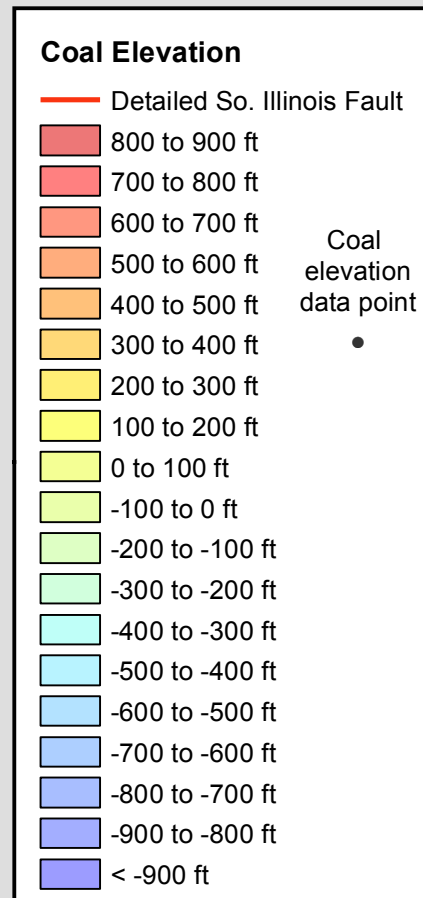 Coal Elevation
Detailed So. Illinois Fault
800 to 900 ft
700 to 800 ft
600 to 700 ft
500 to 600 ft
400 to 500 ft
300 to 400 ft
200 to 300 ft
100 to 200 ft
0 to 100 ft
-100 to 0 ft
-200 to -100 ft
-300 to -200 ft
-400 to -300 ft
-500 to -400 ft
-600 to -500 ft
-700 to -600 ft
-800 to -700 ft
-900 to -800 ft
< -900 ft
Coal
elevation
data point